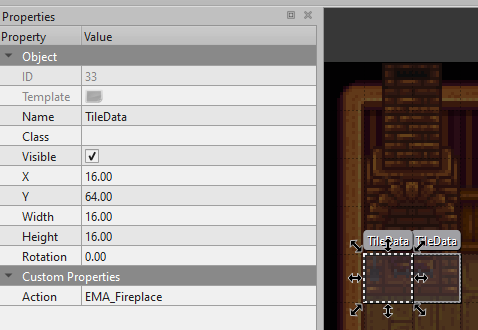 Properties
Property Value
Object
ID 33
Template
Name TileData
Class
Visible
X 16.00
Y 64.00
Width 16.00
Height 16.00
Rotation 0.00
Custom Properties
Action EMA_Fireplace
TileData TileData